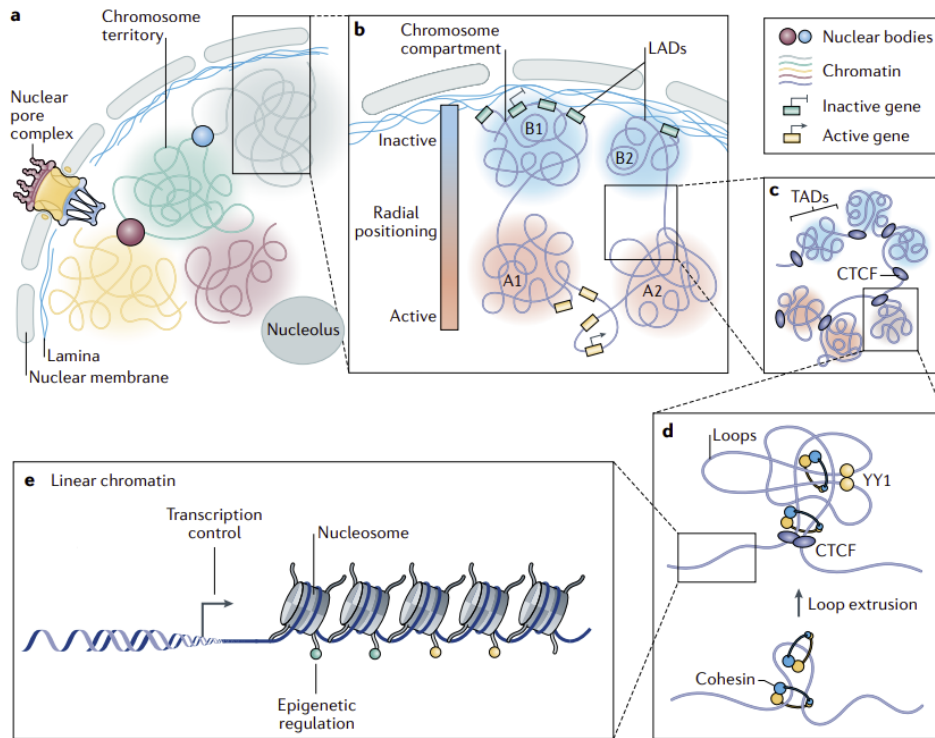 a
Chromosome
territory
Nuclear
pore
complex
Nucleolus
Lamina
Nuclear membrane
b
Chromosome
compartment
LADs
Inactive
B1
B2
Radial
positioning
A1
A2
Active
Nuclear bodies
Chromatin
Inactive gene
Active gene
c
TADs
CTCF
d
Loops
YY1
CTCF
Loop extrusion
Cohesin
e Linear chromatin
Transcription
control
Nucleosome
Epigenetic
regulation